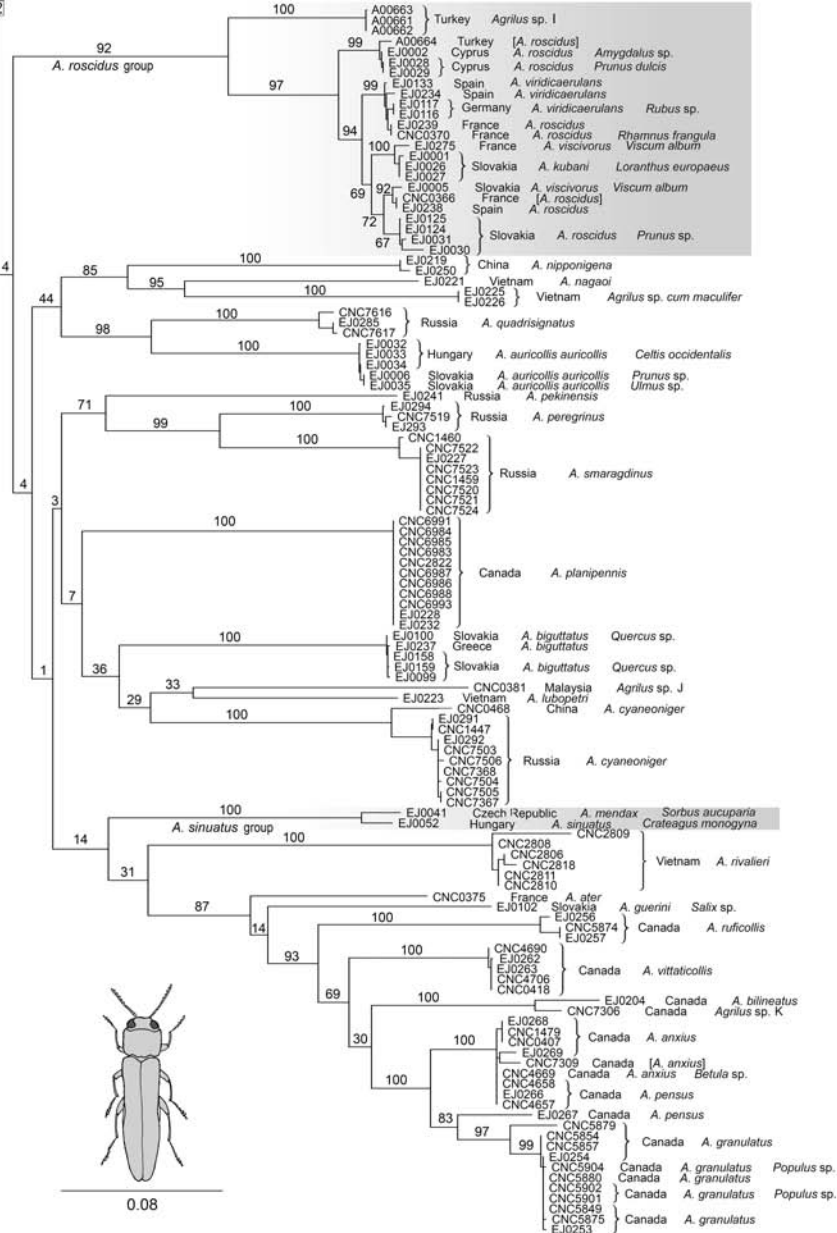 100
A00663
A00661 Turkey Agrilus sp. I
A00662
92
A. roscidus group
99
A00664 Turkey [A. roscidus]
EJ0002 Cyprus A. roscidus Amygdalus sp.
EJ0028 Cyprus A. roscidus Prunus dulcis
EJ0029
97
99
EJ0133 Spain A. viridicaerulans
EJ0234 Spain A. viridicaerulans
EJ0117 Germany A. viridicaerulans Rubus sp.
EJ0116
EJ0239 France A. roscidus
CNC0370 France A. roscidus Rhamnus frangula
94
100
EJ0275 France A. viscivorus Viscum album
EJ0001
EJ0026 Slovakia A. kubani Loranthus europaeus
EJ0027
69
92
EJ0005 Slovakia A. viscivorus Viscum album
CNC0366 France [A. roscidus]
EJ0238 Spain A. roscidus
72
EJ0125
EJ0124
67
EJ0031 Slovakia A. roscidus Prunus sp.
EJ0030
4
85
100
EJ0219 China A. nipponigena
EJ0250
95
EJ0221 Vietnam A. nagaoi
100
EJ0225 Vietnam Agrilus sp. cum maculifer
EJ0226
44
98
100
CNC7616
EJ0285 Russia A. quadrisignatus
CNC7617
100
EJ0032
EJ0033 Hungary A. auricollis auricollis Celtis occidentalis
EJ0034
EJ0006 Slovakia A. auricollis auricollis Prunus sp.
EJ0035 Slovakia A. auricollis auricollis Ulmus sp.
71
EJ0241 Russia A. pekinensis
99
100
EJ0294
CNC7519 Russia A. peregrinus
EJ293
100
CNC1460
CNC7522
EJ0227
CNC7523 Russia A. smaragdinus
CNC1459
CNC7520
CNC7521
CNC7524
4
3
100
CNC6991
CNC6984
CNC6985
CNC6983
CNC2822
CNC6987 Canada A. planipennis
CNC6986
CNC6988
CNC6993
EJ0228
EJ0232
7
100
EJ0100 Slovakia A. biguttatus Quercus sp.
EJ0237 Greece A. biguttatus
EJ0158
EJ0159 Slovakia A. biguttatus Quercus sp.
EJ0099
1
36
33
CNC0381 Malaysia Agrilus sp. J
EJ0223 Vietnam A. lubopetri
29
100
CNC0468 China A. cyaneoniger
EJ0291
CNC1447
EJ0292
CNC7503
CNC7506 Russia A. cyaneoniger
CNC7368
CNC7504
CNC7505
CNC7367
100
EJ0041 Czech Republic A. mendax Sorbus aucuparia
A. sinuatus group
EJ0052 Hungary A. sinuatus Crateagus monogyna
14
100
CNC2809
CNC2808
CNC2806
CNC2818 Vietnam A. rivalieri
CNC2811
CNC2810
31
87
CNC0375 France A. ater
EJ0102 Slovakia A. guerini Salix sp.
14
100
EJ0256
CNC5874 Canada A. ruficollis
EJ0257
93
100
CNC4690
EJ0262
EJ0263 Canada A. vittaticollis
CNC4706
CNC0418
69
100
EJ0204 Canada A. bilineatus
CNC7306 Canada Agrilus sp. K
30
100
EJ0268
CNC1479 Canada A. anxius
CNC0407
EJ0269
CNC7309 Canada [A. anxius]
CNC4669 Canada A. anxius Betula sp.
CNC4658
EJ0266 Canada A. pensus
CNC4657
100
83
EJ0267 Canada A. pensus
97
CNC5879
CNC5854
CNC5857 Canada A. granulatus
EJ0254
99
CNC5904 Canada A. granulatus Populus sp.
CNC5880 Canada A. granulatus
CNC5902 Canada A. granulatus Populus sp.
CNC5901
CNC5849
CNC5875 Canada A. granulatus
EJ0253
0.08